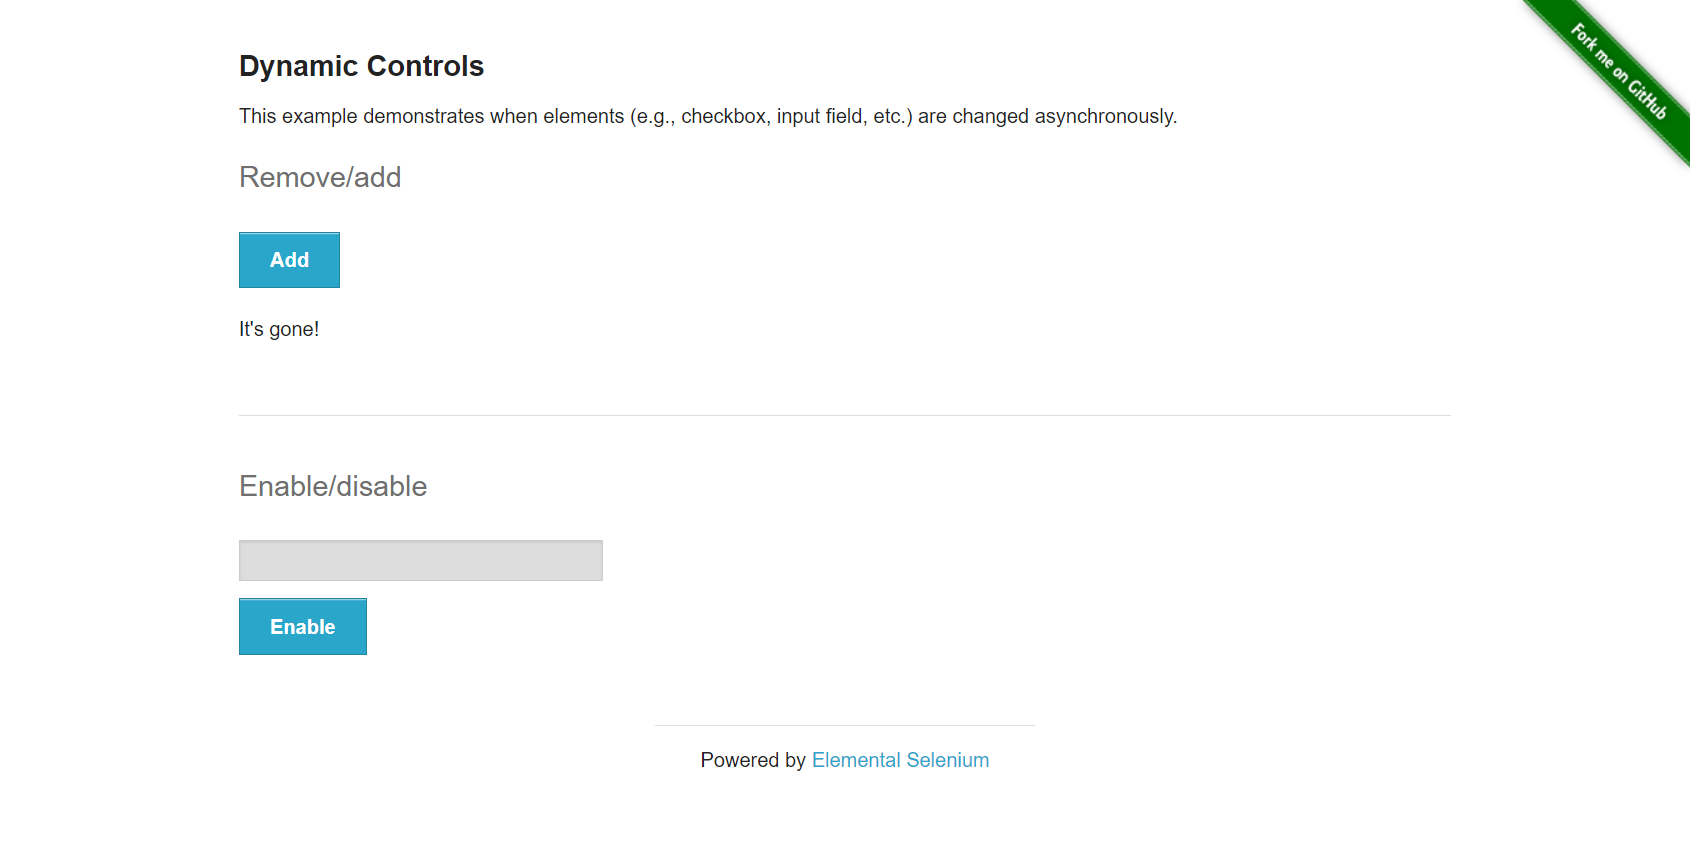 Fork me on GitHub
Dynamic Controls
This example demonstrates when elements (e.g., checkbox, input field, etc.) are changed asynchronously.
Remove/add
Add
It's gone!
Enable/disable
Enable
Powered by Elemental Selenium